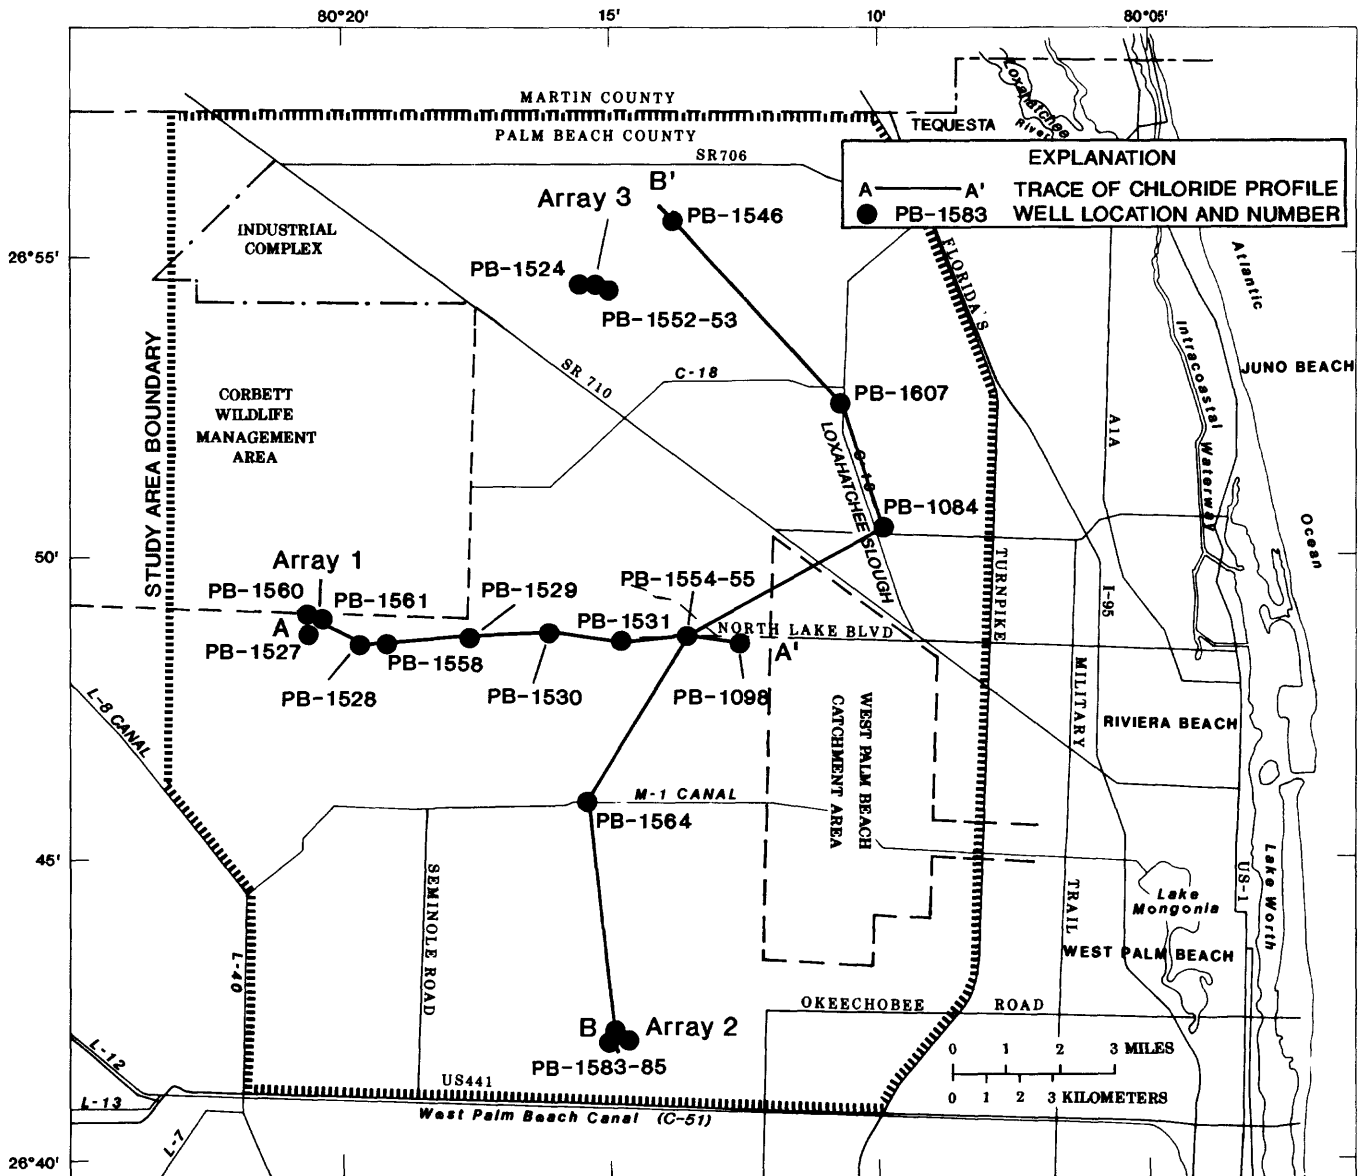 80°20'
15'
10'
80°05'
MARTIN COUNTY
PALM BEACH COUNTY
TEQUESTA
Loxahatchee
River
EXPLANATION
A
A'
TRACE OF CHLORIDE PROFILE
PB-1583
WELL LOCATION AND NUMBER
SR706
B'
PB-1546
Array 3
INDUSTRIAL
COMPLEX
26°55'
PB-1524
PB-1552-53
FLORIDA'S
Atlantic
Intracoastal
Waterway
JUNO BEACH
SR 710
C-18
PB-1607
CORBETT
WILDLIFE
MANAGEMENT
AREA
STUDY AREA BOUNDARY
A1A
C-18
LOXAHATCHEE SLOUGH
PB-1084
Ocean
50'
Array 1
PB-1560
PB-1561
PB-1529
PB-1554-55
TURNPIKE
I-95
A
PB-1527
PB-1531
NORTH LAKE BLVD
A'
PB-1558
PB-1528
PB-1530
PB-1098
MILITARY
L-8 CANAL
WEST PALM BEACH
CATCHMENT AREA
RIVIERA BEACH
M-1 CANAL
PB-1564
45'
SEMINOLE ROAD
US-1
Lake Worth
TRAIL
Lake
Mongonia
WEST PALM BEACH
L-40
OKEECHOBEE
ROAD
B
Array 2
PB-1583-85
0 1 2 3 MILES
0 1 2 3 KILOMETERS
L-12
L-13
US441
West Palm Beach Canal (C-51)
L-7
26°40'